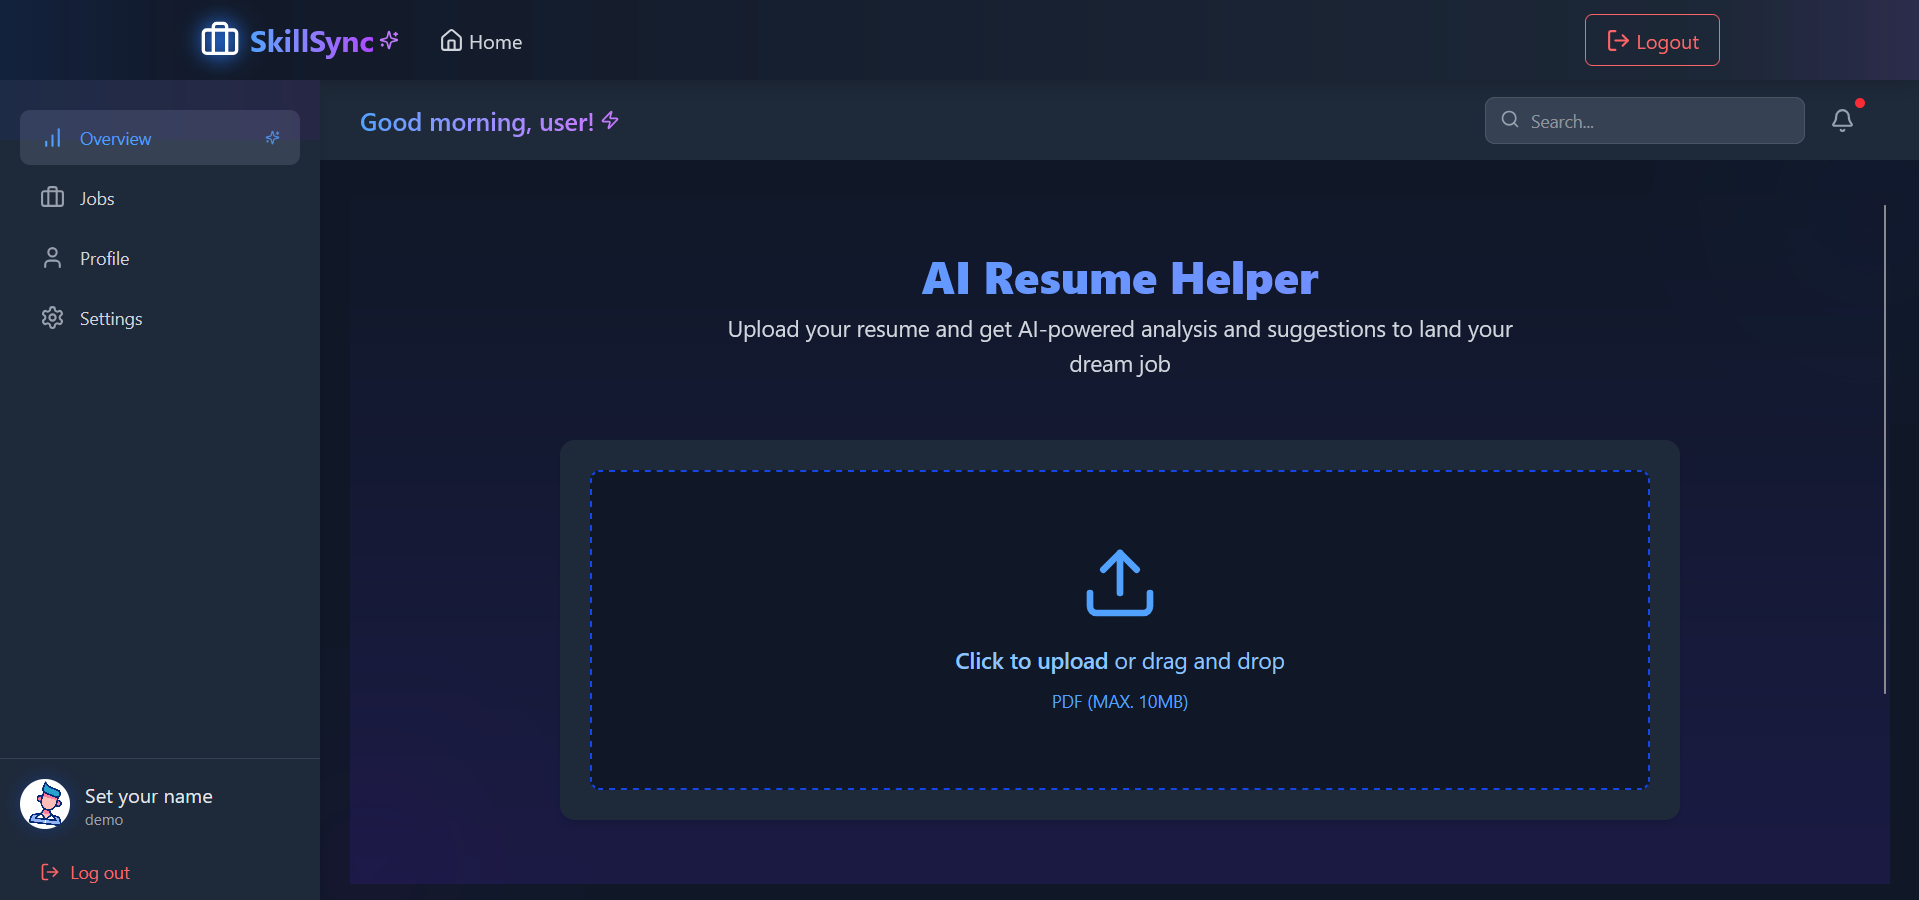 SkillSync
Home
Logout
Good morning, user!
Search...
Overview
Jobs
Profile
Settings
AI Resume Helper
Upload your resume and get AI-powered analysis and suggestions to land your
dream job
Click to upload or drag and drop
PDF (MAX. 10MB)
Set your name
demo
Log out